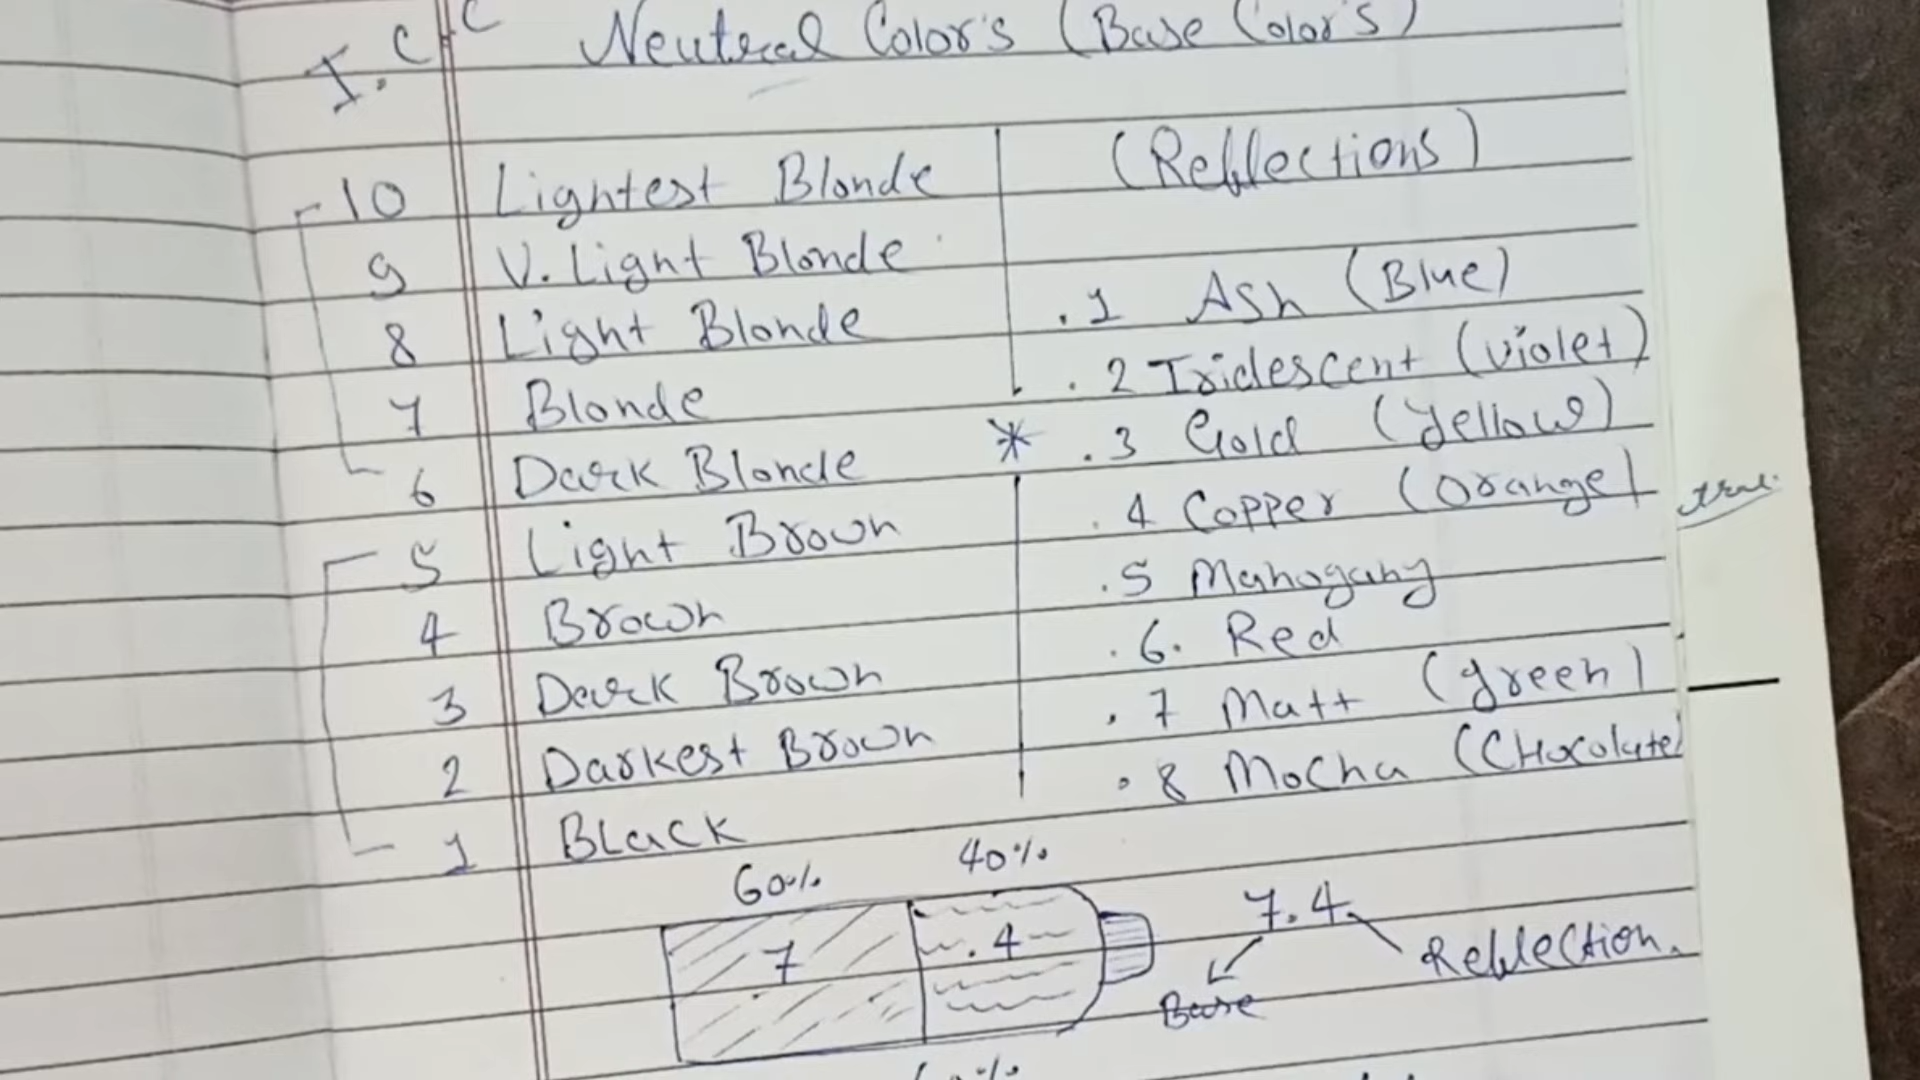 I.C.C
Neutral Color's (Base Color's)
10 Lightest Blonde
9 V. Light Blonde
8 Light Blonde
7 Blonde
6 Dark Blonde
5 Light Brown
4 Brown
3 Dark Brown
2 Darkest Brown
1 Black
(Reflections)
.1 Ash (Blue)
.2 Iridescent (violet)
* .3 Gold (Yellow)
.4 Copper (Orange)
.5 Mahogany
.6. Red
.7 Matt (green)
.8 Mocha (CHocolate
60% 40%
7 .4
7.4
Base Reflection.